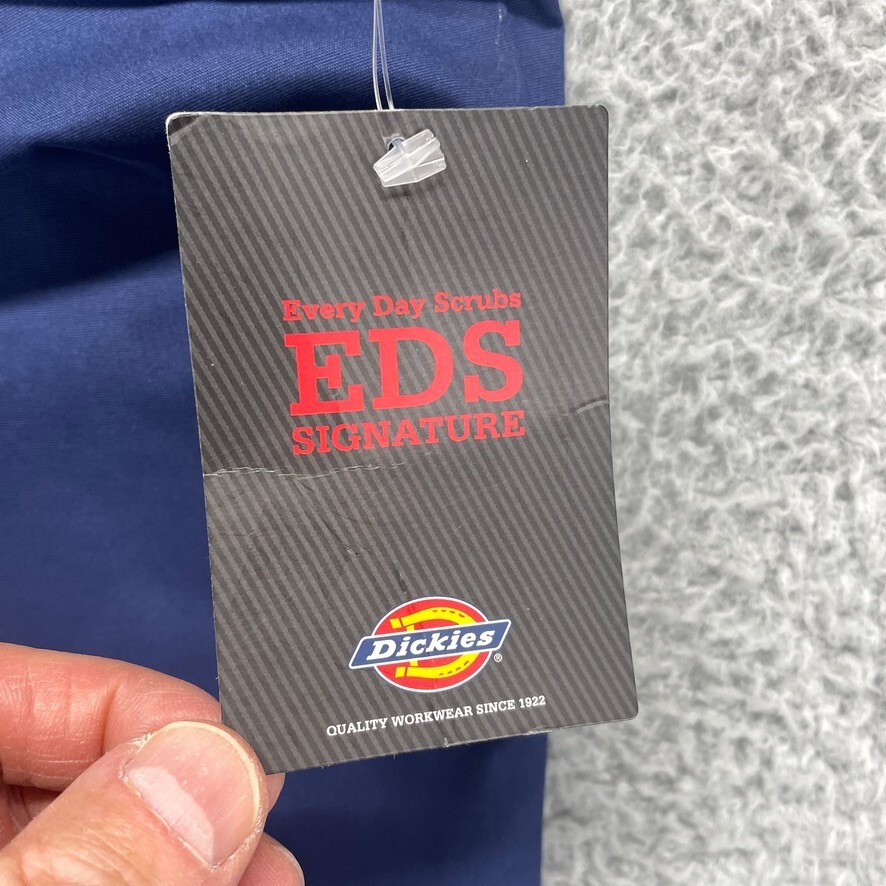 Every Day Scrubs
EDS
SIGNATURE
Dickies®
QUALITY WORKWEAR SINCE 1922